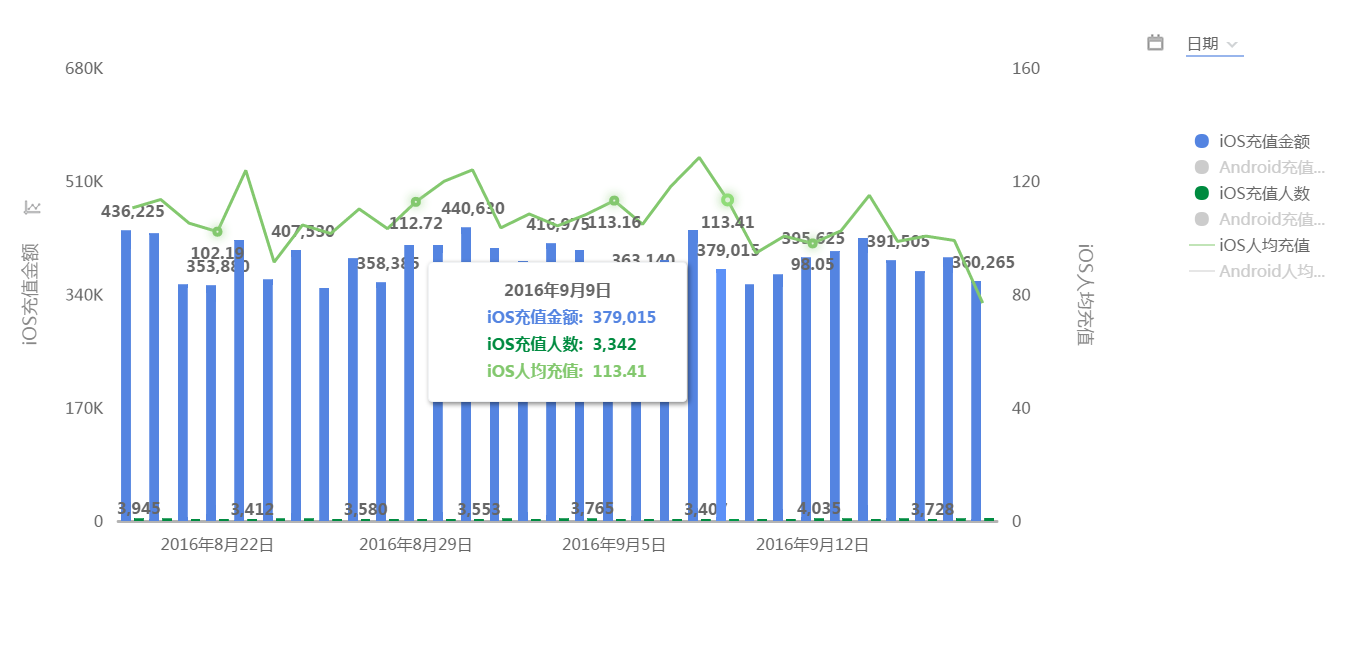 日期
680K
510K
340K
170K
0
iOS充值金额
160
120
80
40
0
iOS人均充值
iOS充值金额
Android充值...
iOS充值人数
Android充值...
iOS人均充值
Android人均...
436,225
102.19
353,880
407,530
358,385
112.72
440,630
416,975
113.16
363,140
113.41
379,015
395,625
98.05
391,505
360,265
2016年9月9日
iOS充值金额: 379,015
iOS充值人数: 3,342
iOS人均充值: 113.41
3,945
3,412
3,580
3,553
3,765
3,407
4,035
3,728
2016年8月22日
2016年8月29日
2016年9月5日
2016年9月12日